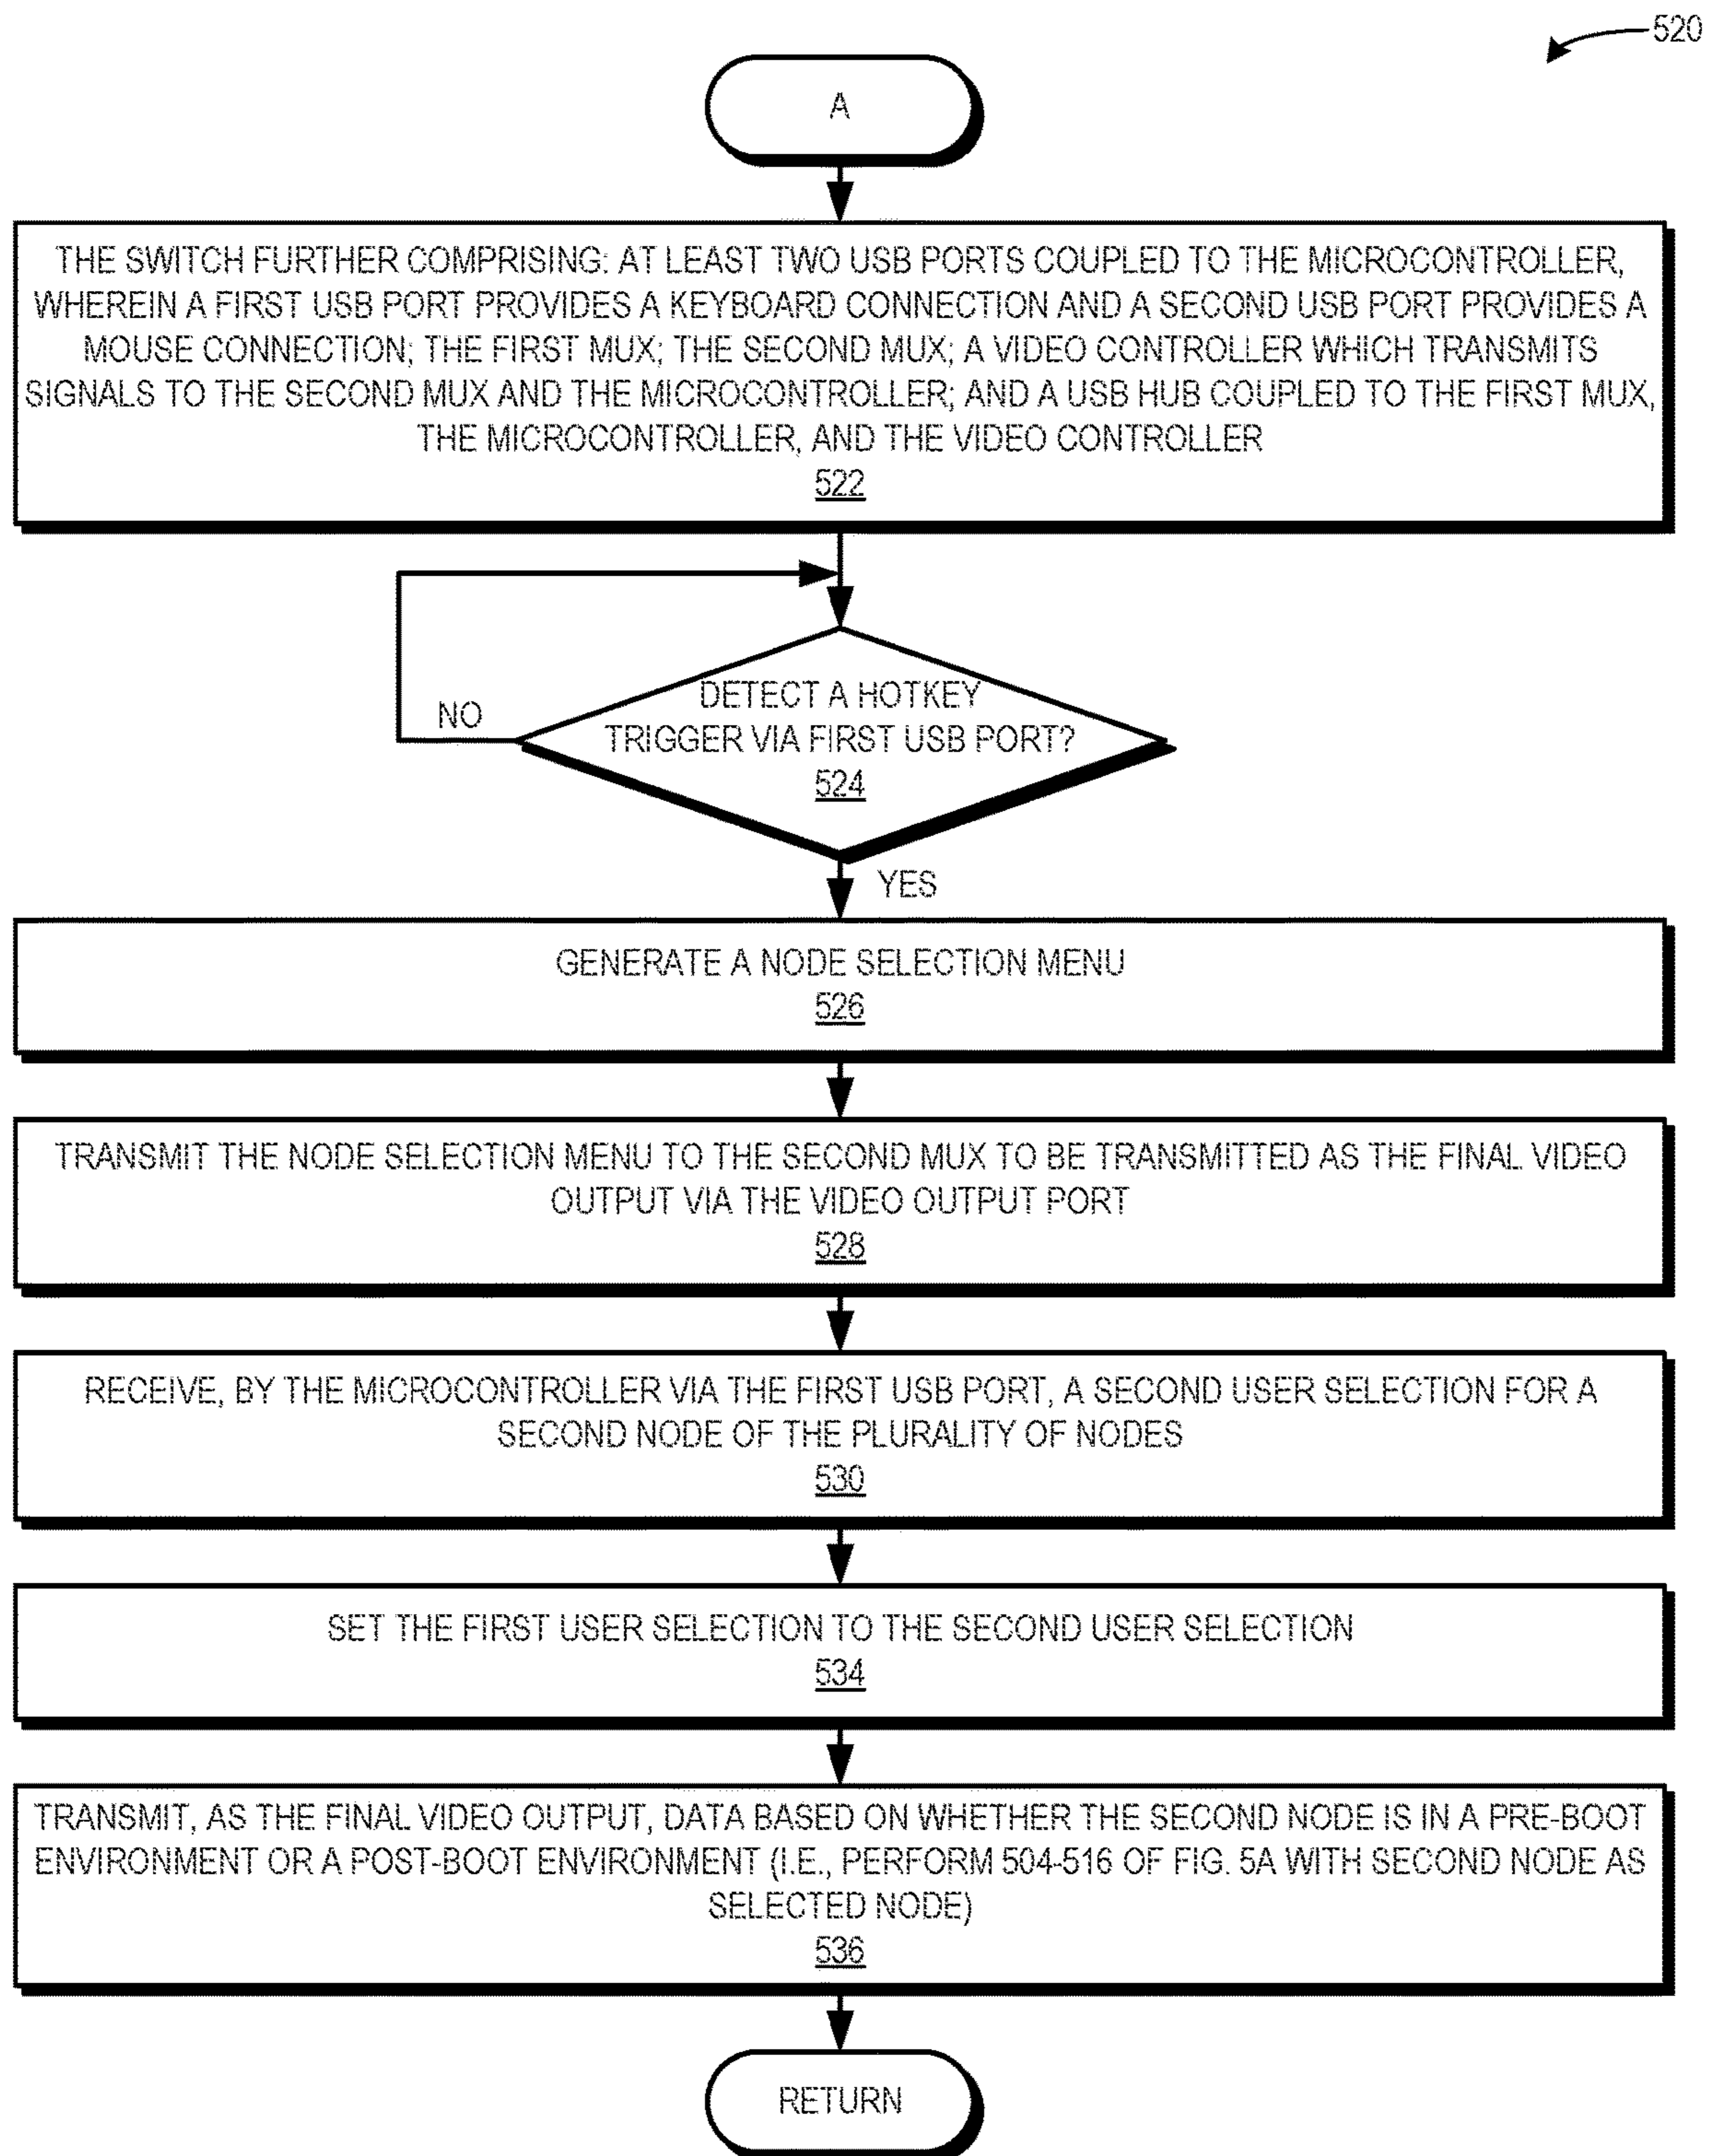 520
A
THE SWITCH FURTHER COMPRISING: AT LEAST TWO USB PORTS COUPLED TO THE MICROCONTROLLER,
WHEREIN A FIRST USB PORT PROVIDES A KEYBOARD CONNECTION AND A SECOND USB PORT PROVIDES A
MOUSE CONNECTION; THE FIRST MUX; THE SECOND MUX; A VIDEO CONTROLLER WHICH TRANSMITS
SIGNALS TO THE SECOND MUX AND THE MICROCONTROLLER; AND A USB HUB COUPLED TO THE FIRST MUX,
THE MICROCONTROLLER, AND THE VIDEO CONTROLLER
522
DETECT A HOTKEY
TRIGGER VIA FIRST USB PORT?
524
NO
YES
GENERATE A NODE SELECTION MENU
526
TRANSMIT THE NODE SELECTION MENU TO THE SECOND MUX TO BE TRANSMITTED AS THE FINAL VIDEO
OUTPUT VIA THE VIDEO OUTPUT PORT
528
RECEIVE, BY THE MICROCONTROLLER VIA THE FIRST USB PORT, A SECOND USER SELECTION FOR A
SECOND NODE OF THE PLURALITY OF NODES
530
SET THE FIRST USER SELECTION TO THE SECOND USER SELECTION
534
TRANSMIT, AS THE FINAL VIDEO OUTPUT, DATA BASED ON WHETHER THE SECOND NODE IS IN A PRE-BOOT
ENVIRONMENT OR A POST-BOOT ENVIRONMENT (I.E., PERFORM 504-516 OF FIG. 5A WITH SECOND NODE AS
SELECTED NODE)
536
RETURN